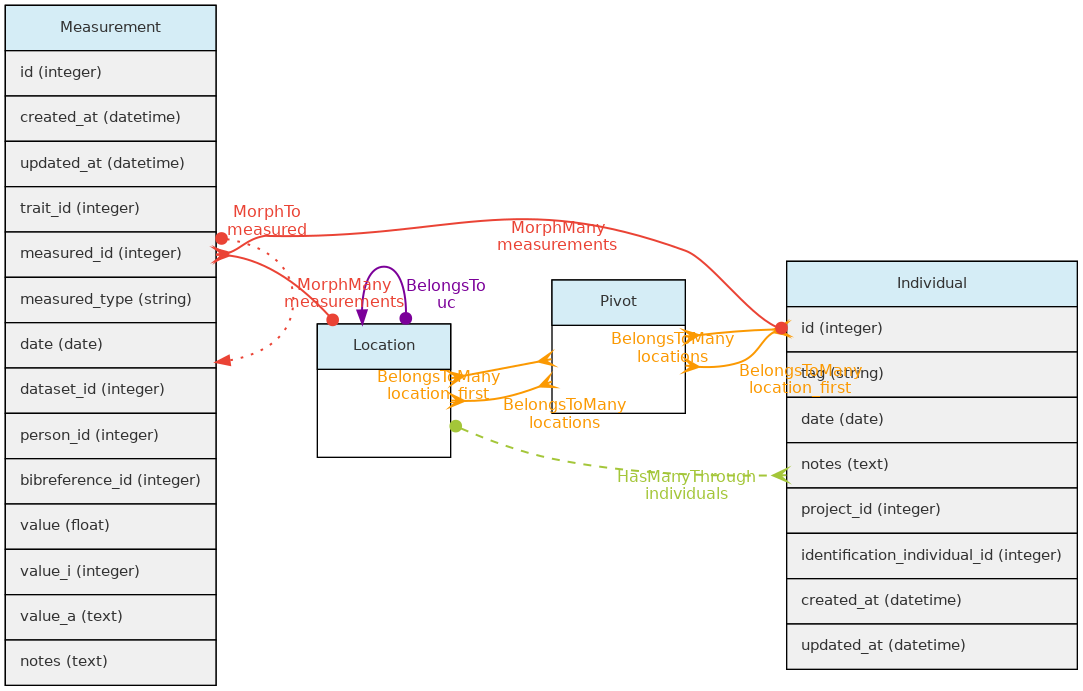 Measurement
id (integer)
created_at (datetime)
updated_at (datetime)
trait_id (integer)
measured_id (integer)
measured_type (string)
date (date)
dataset_id (integer)
person_id (integer)
bibreference_id (integer)
value (float)
value_i (integer)
value_a (text)
notes (text)
MorphTo
measured
MorphMany
measurements
MorphMany
measurements
BelongsTo
uc
Location
BelongsToMany
location_first
BelongsToMany
locations
Pivot
BelongsToMany
locations
BelongsToMany
location_first
HasManyThrough
individuals
Individual
id (integer)
tag (string)
date (date)
notes (text)
project_id (integer)
identification_individual_id (integer)
created_at (datetime)
updated_at (datetime)